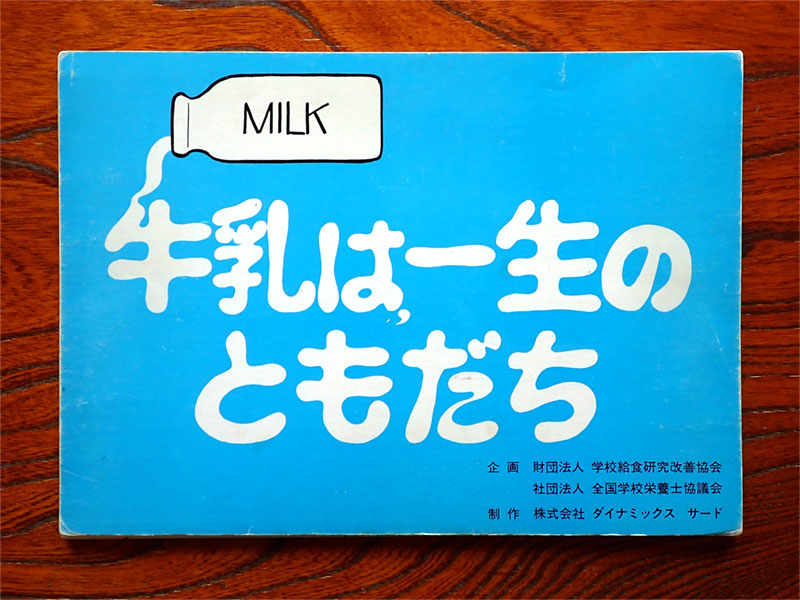 MILK
牛乳は,一生の
ともだち
企画 財団法人 学校給食研究改善協会
社団法人 全国学校栄養士協議会
制作 株式会社 ダイナミックス サード